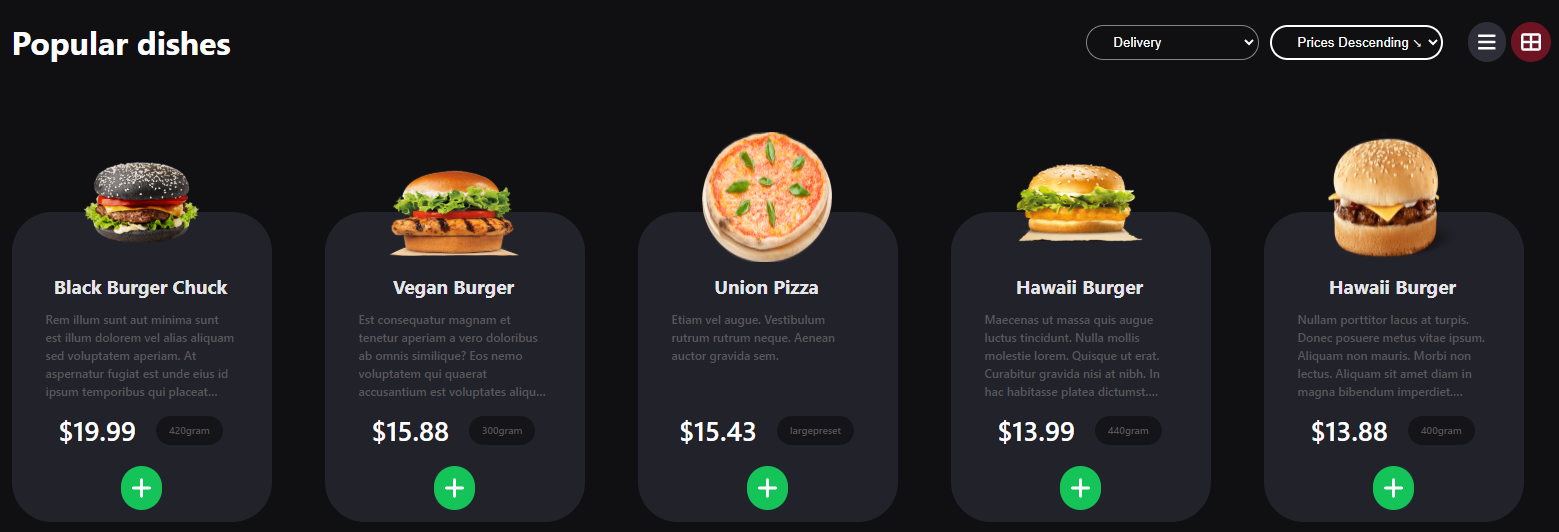 Popular dishes
Delivery
Prices Descending ↘
Black Burger Chuck
Rem illum sunt aut minima sunt
est illum dolorem vel alias aliquam
sed voluptatem aperiam. At
aspernatur fugiat est unde eius id
ipsum temporibus qui placeat...
$19.99
420gram
Vegan Burger
Est consequatur magnam et
tenetur aperiam a vero doloribus
ab omnis similique? Eos nemo
voluptatem qui quaerat
accusantium est voluptates aliqu...
$15.88
300gram
Union Pizza
Etiam vel augue. Vestibulum
rutrum rutrum neque. Aenean
auctor gravida sem.
$15.43
largepreset
Hawaii Burger
Maecenas ut massa quis augue
luctus tincidunt. Nulla mollis
molestie lorem. Quisque ut erat.
Curabitur gravida nisi at nibh. In
hac habitasse platea dictumst....
$13.99
440gram
Hawaii Burger
Nullam porttitor lacus at turpis.
Donec posuere metus vitae ipsum.
Aliquam non mauris. Morbi non
lectus. Aliquam sit amet diam in
magna bibendum imperdiet....
$13.88
400gram